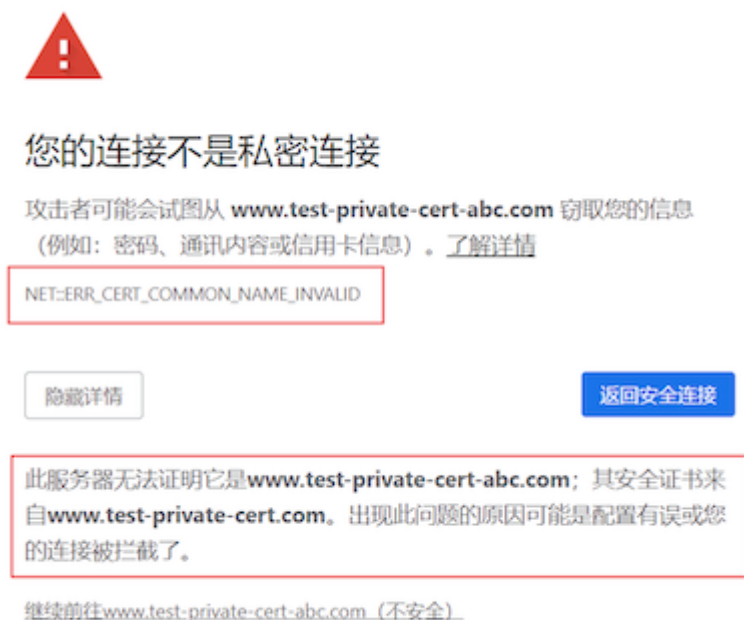 您的连接不是私密连接
攻击者可能会试图从 www.test-private-cert-abc.com 窃取您的信息
（例如：密码、通讯内容或信用卡信息）。了解详情
NET::ERR_CERT_COMMON_NAME_INVALID
隐藏详情
返回安全连接
此服务器无法证明它是www.test-private-cert-abc.com；其安全证书来
自www.test-private-cert.com。出现此问题的原因可能是配置有误或您
的连接被拦截了。
继续前往www.test-private-cert-abc.com（不安全）